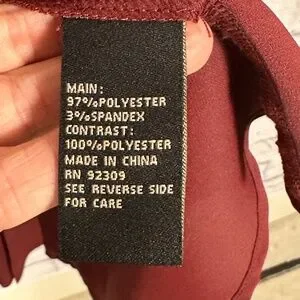 MAIN:
97%POLYESTER
3%SPANDEX
CONTRAST:
100%POLYESTER
MADE IN CHINA
RN 92309
SEE REVERSE SIDE
FOR CARE